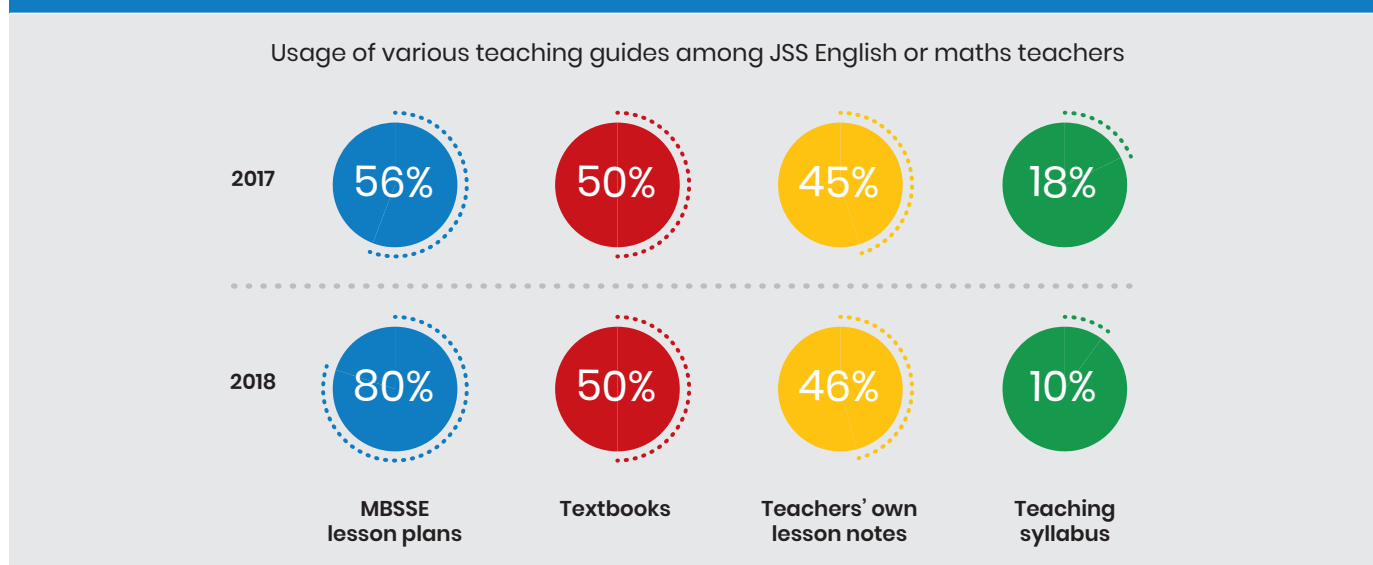 Usage of various teaching guides among JSS English or maths teachers
2017
56%
50%
45%
18%
2018
80%
50%
46%
10%
MBSSE
lesson plans
Textbooks
Teachers’ own
lesson notes
Teaching
syllabus